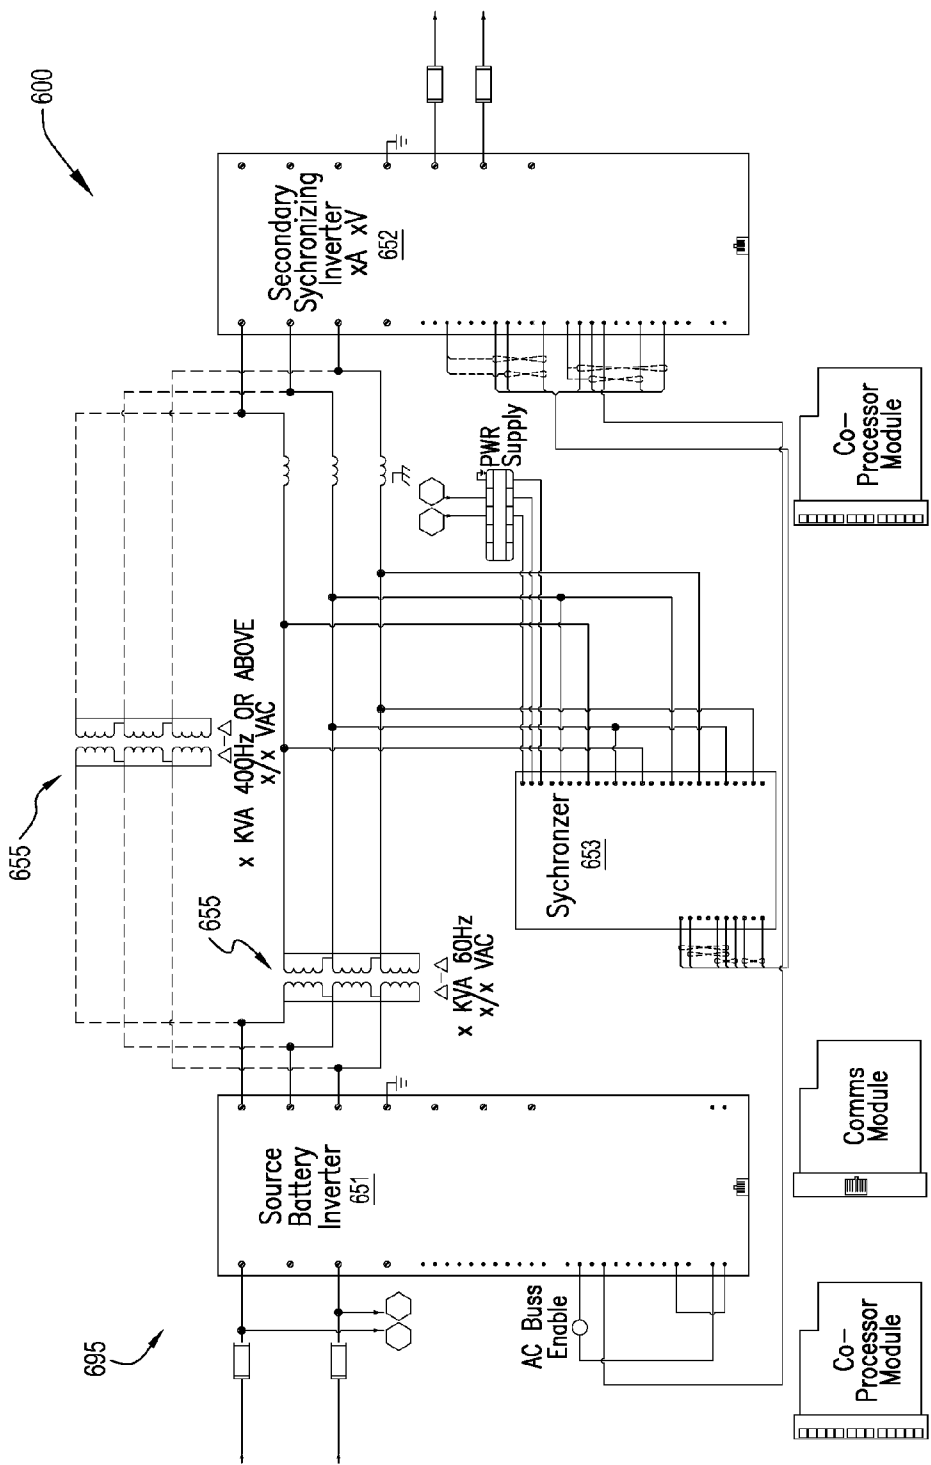 600
Secondary
Sychronizing
Inverter
xA xV
652
PWR
Supply
Co-
Processor
Module
655
x KVA 400Hz OR ABOVE
x/x VAC
655
x KVA 60Hz
x/x VAC
Sychronzer
653
Source
Battery
Inverter
651
Comms
Module
695
AC Buss
Enable
Co-
Processor
Module